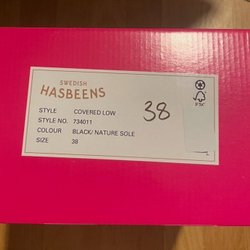 SWEDISH
HASBEENS
STYLE COVERED LOW
STYLE NO. 734011
COLOUR BLACK/ NATURE SOLE
SIZE 38
38